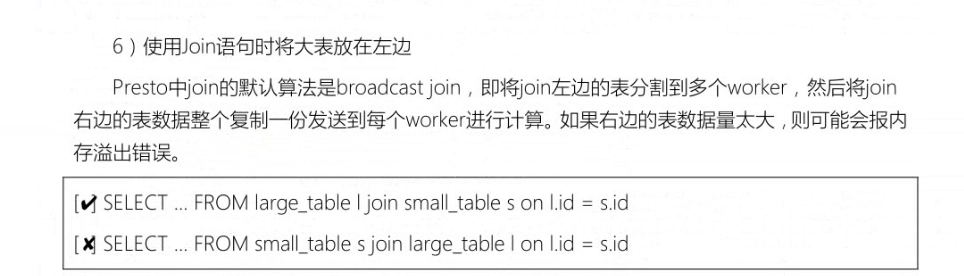 6）使用Join语句时将大表放在左边
Presto中join的默认算法是broadcast join，即将join左边的表分割到多个worker，然后将join
右边的表数据整个复制一份发送到每个worker进行计算。如果右边的表数据量太大，则可能会报内
存溢出错误。
[✔] SELECT ... FROM large_table l join small_table s on l.id = s.id
[✘] SELECT ... FROM small_table s join large_table l on l.id = s.id